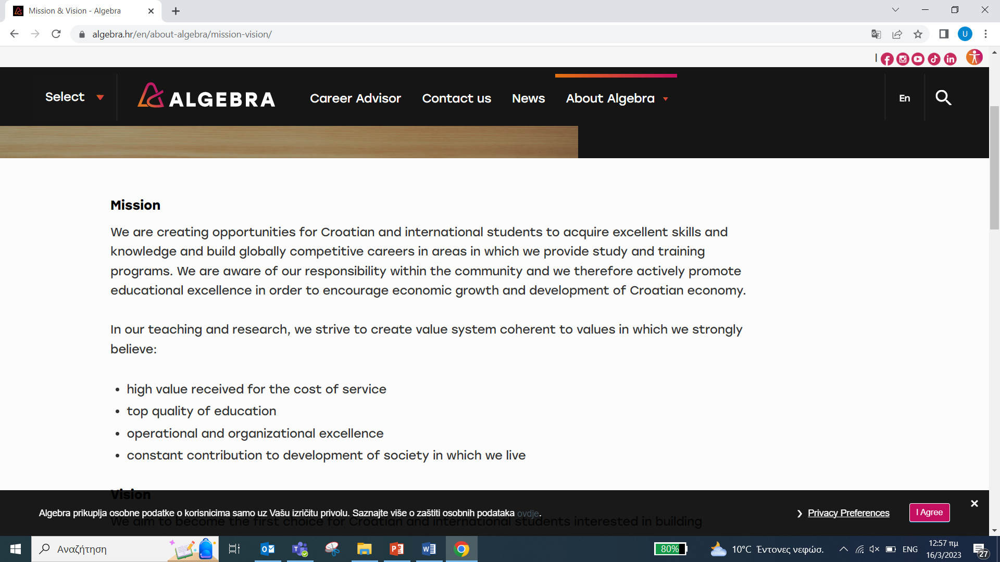 Mission & Vision - Algebra
algebra.hr/en/about-algebra/mission-vision/
U
Select
ALGEBRA
Career Advisor
Contact us
News
About Algebra
En
Mission
We are creating opportunities for Croatian and international students to acquire excellent skills and
knowledge and build globally competitive careers in areas in which we provide study and training
programs. We are aware of our responsibility within the community and we therefore actively promote
educational excellence in order to encourage economic growth and development of Croatian economy.
In our teaching and research, we strive to create value system coherent to values in which we strongly
believe:
• high value received for the cost of service
• top quality of education
• operational and organizational excellence
• constant contribution to development of society in which we live
Vision
Algebra prikuplja osobne podatke o korisnicima samo uz Vašu izričitu privolu. Saznajte više o zaštiti osobnih podataka ovdje.
Privacy Preferences
I Agree
We aim to become the first choice for Croatian and international students interested in building
Αναζήτηση
80%
10°C Έντονες νεφώσ.
ENG
12:57 πμ
16/3/2023
27